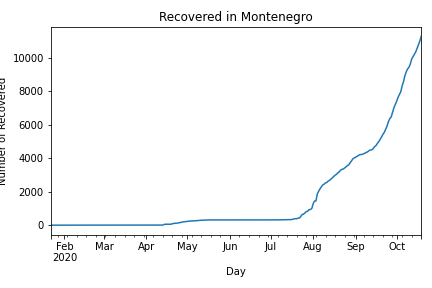 Recovered in Montenegro
Number of Recovered
10000
8000
6000
4000
2000
0
Feb Mar Apr May Jun Jul Aug Sep Oct
2020
Day